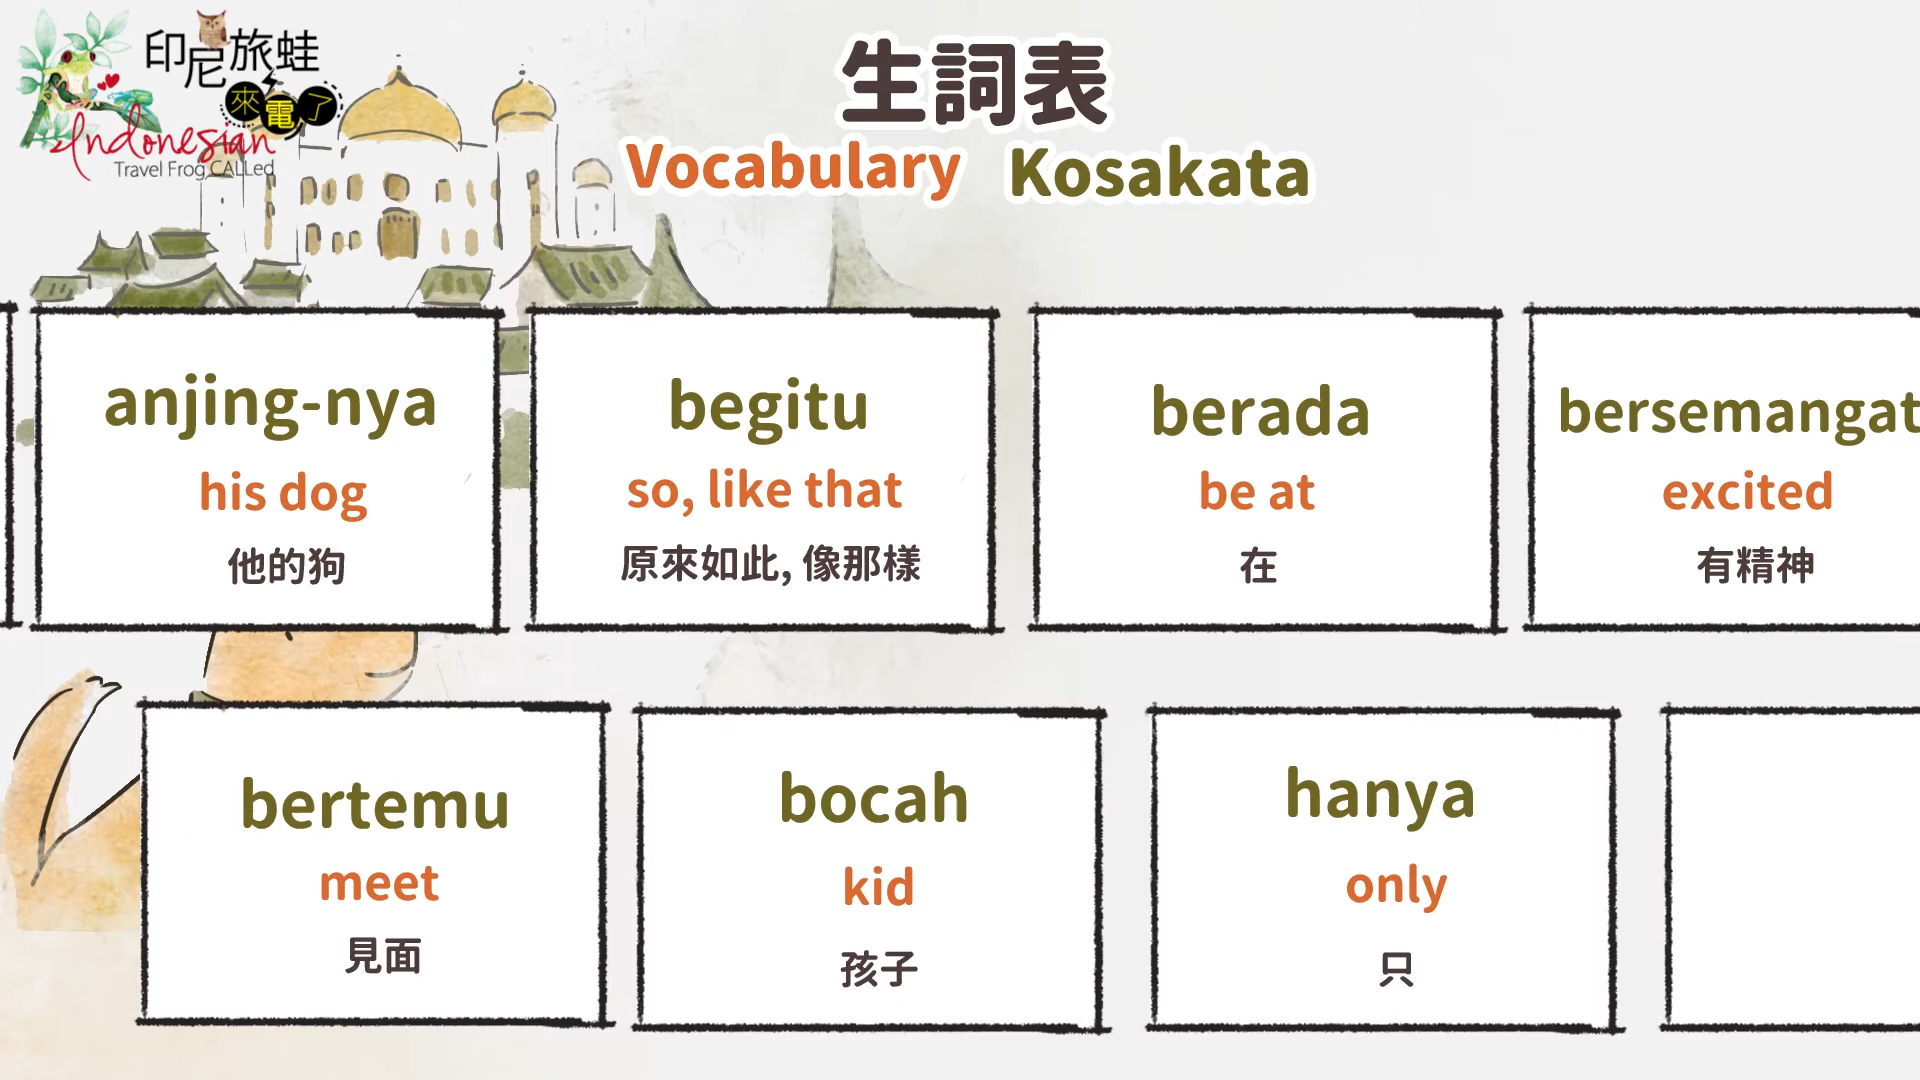 印尼旅蛙
來電了
Indonesian
Travel Frog CALLed
生詞表
Vocabulary Kosakata
anjing-nya
his dog
他的狗
begitu
so, like that
原來如此, 像那樣
berada
be at
在
bersemangat
excited
有精神
bertemu
meet
見面
bocah
kid
孩子
hanya
only
只